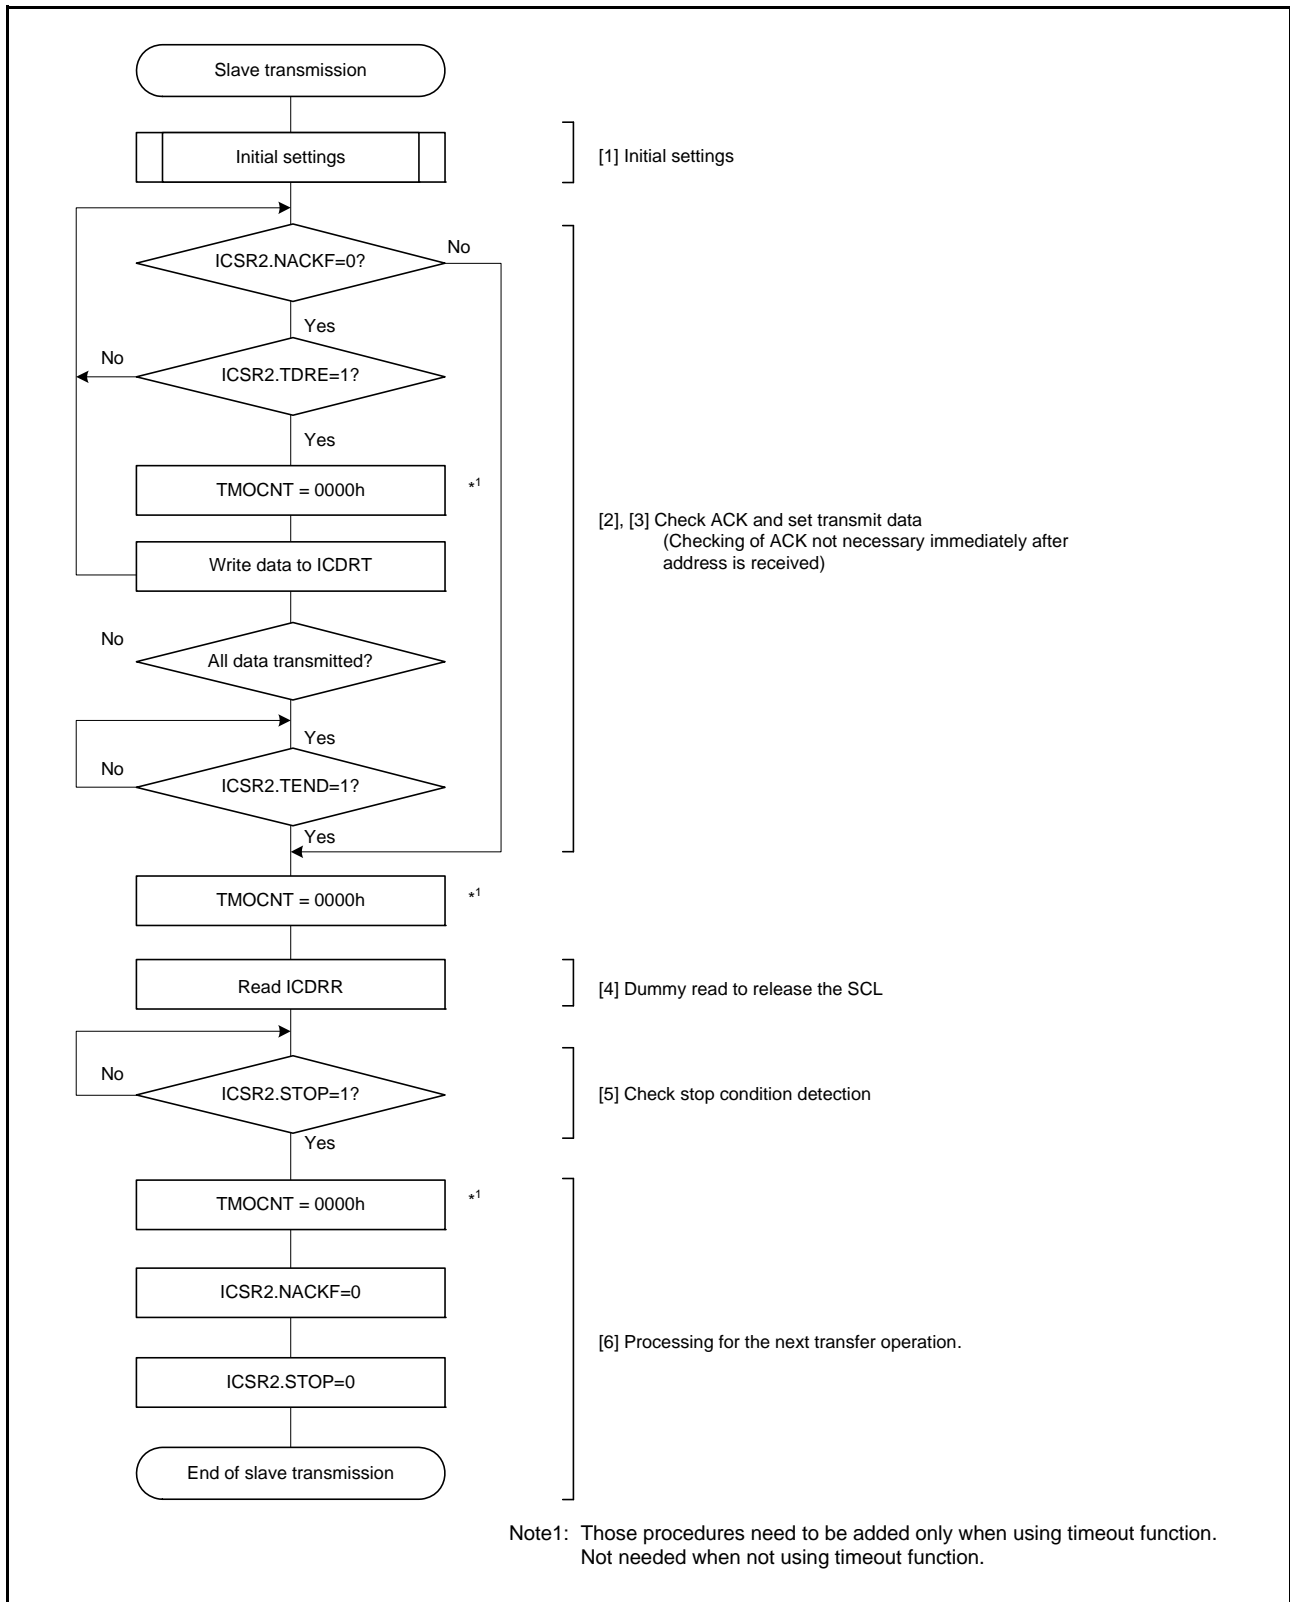 Slave transmission
Initial settings
[1] Initial settings
ICSR2.NACKF=0?
No
Yes
No
ICSR2.TDRE=1?
Yes
TMOCNT = 0000h
*1
[2], [3] Check ACK and set transmit data
(Checking of ACK not necessary immediately after
address is received)
Write data to ICDRT
No
All data transmitted?
Yes
No
ICSR2.TEND=1?
Yes
TMOCNT = 0000h
*1
Read ICDRR
[4] Dummy read to release the SCL
No
ICSR2.STOP=1?
[5] Check stop condition detection
Yes
TMOCNT = 0000h
*1
ICSR2.NACKF=0
[6] Processing for the next transfer operation.
ICSR2.STOP=0
End of slave transmission
Note1: Those procedures need to be added only when using timeout function.
Not needed when not using timeout function.